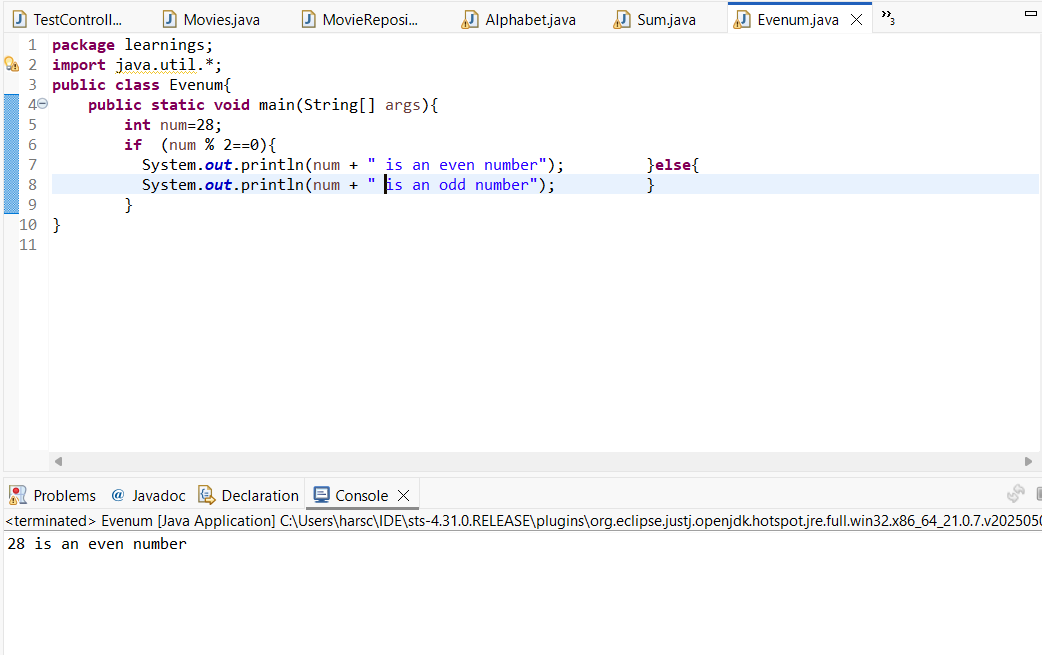 TestControll... Movies.java MovieReposi... Alphabet.java Sum.java Evenum.java »3
1 package learnings;
2 import java.util.*;
3 public class Evenum{
4 public static void main(String[] args){
5 int num=28;
6 if (num % 2==0){
7 System.out.println(num + " is an even number"); }else{
8 System.out.println(num + " is an odd number"); }
9 }
10 }
11
Problems @ Javadoc Declaration Console
<terminated> Evenum [Java Application] C:\Users\harsc\IDE\sts-4.31.0.RELEASE\plugins\org.eclipse.justj.openjdk.hotspot.jre.full.win32.x86_64_21.0.7.v2025050
28 is an even number